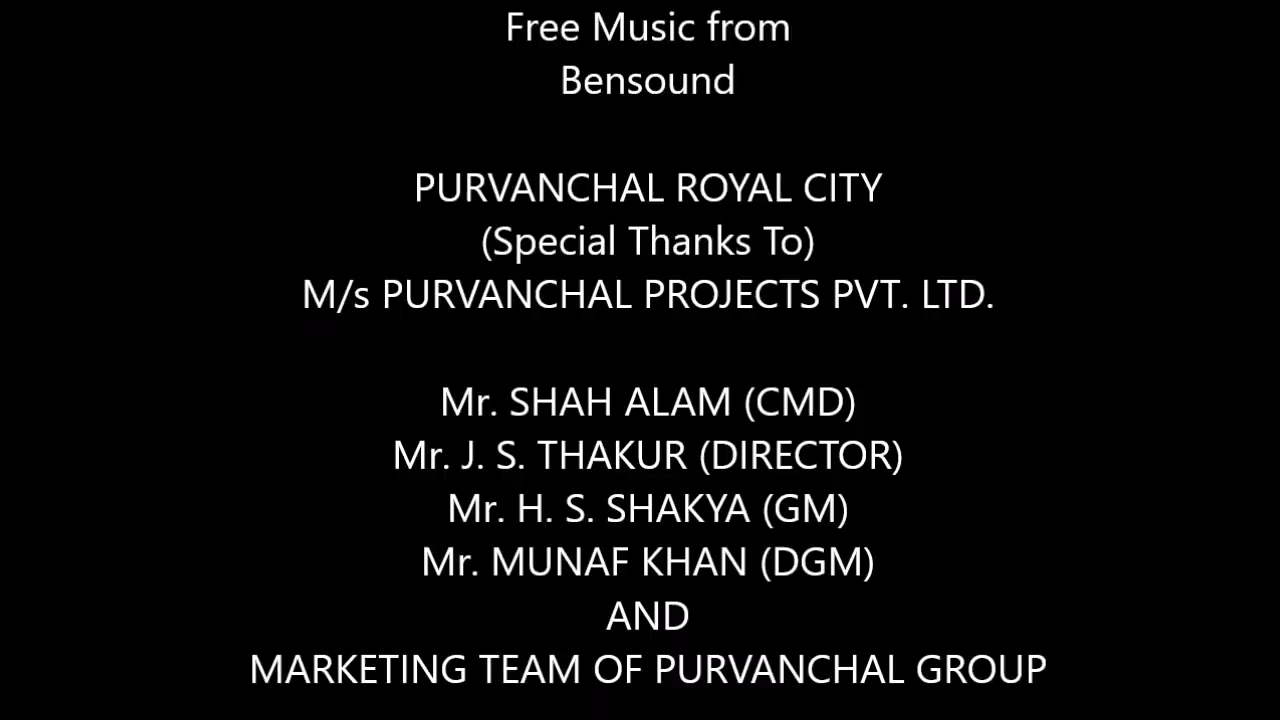 Free Music from
Bensound
PURVANCHAL ROYAL CITY
(Special Thanks To)
M/s PURVANCHAL PROJECTS PVT. LTD.
Mr. SHAH ALAM (CMD)
Mr. J. S. THAKUR (DIRECTOR)
Mr. H. S. SHAKYA (GM)
Mr. MUNAF KHAN (DGM)
AND
MARKETING TEAM OF PURVANCHAL GROUP